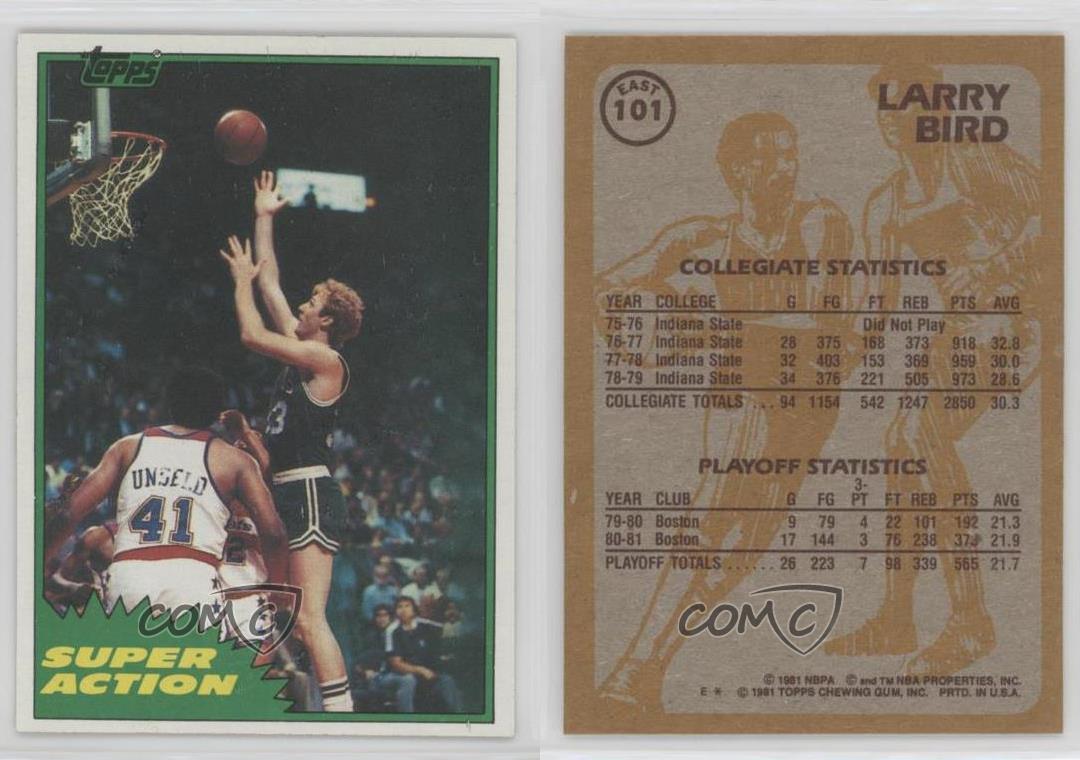 Topps®
UNSELD
41
33
2
SUPER
ACTION
COMC
EAST
101
LARRY
BIRD
COLLEGIATE STATISTICS
YEAR COLLEGE G FG FT REB PTS AVG
75-76 Indiana State Did Not Play
76-77 Indiana State 28 375 168 373 918 32.8
77-78 Indiana State 32 403 153 369 959 30.0
78-79 Indiana State 34 376 221 505 973 28.6
COLLEGIATE TOTALS ... 94 1154 542 1247 2850 30.3
PLAYOFF STATISTICS
3-
YEAR CLUB G FG PT FT REB PTS AVG
79-80 Boston 9 79 4 22 101 192 21.3
80-81 Boston 17 144 3 76 238 373 21.9
PLAYOFF TOTALS ...... 26 223 7 98 339 565 21.7
COMC
© 1981 NBPA © and TM NBA PROPERTIES, INC.
E * © 1981 TOPPS CHEWING GUM, INC. PRTD. IN U.S.A.